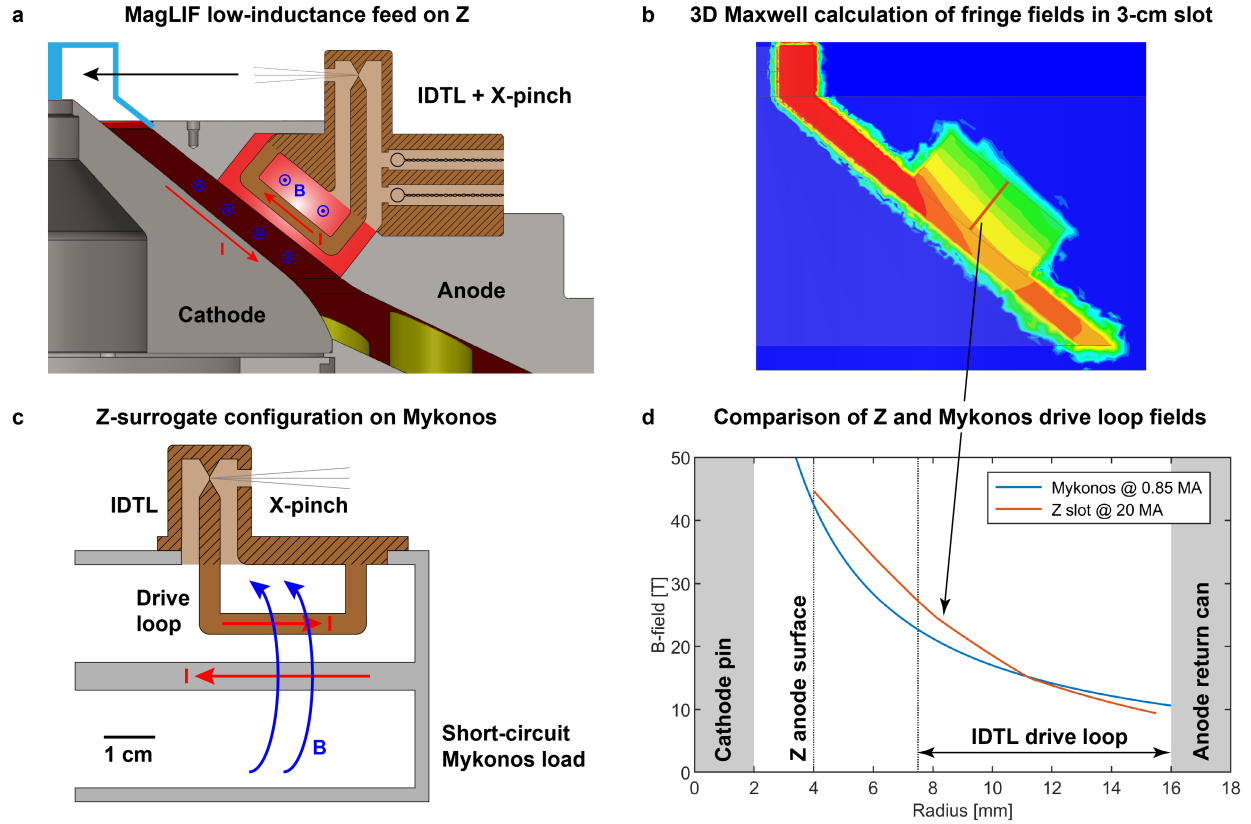 a
MagLIF low-inductance feed on Z
IDTL + X-pinch
B
I
I
Cathode
Anode
b
3D Maxwell calculation of fringe fields in 3-cm slot
c
Z-surrogate configuration on Mykonos
IDTL
X-pinch
Drive
loop
I
I
B
1 cm
Short-circuit
Mykonos load
d
Comparison of Z and Mykonos drive loop fields
Mykonos @ 0.85 MA
Z slot @ 20 MA
B-field [T]
50
40
30
20
10
0
Cathode pin
Z anode surface
IDTL drive loop
Anode return can
0 2 4 6 8 10 12 14 16 18
Radius [mm]